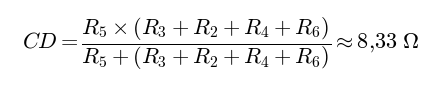 CD = R₅ × (R₃ + R₂ + R₄ + R₆) / R₅ + (R₃ + R₂ + R₄ + R₆) ≈ 8,33 Ω